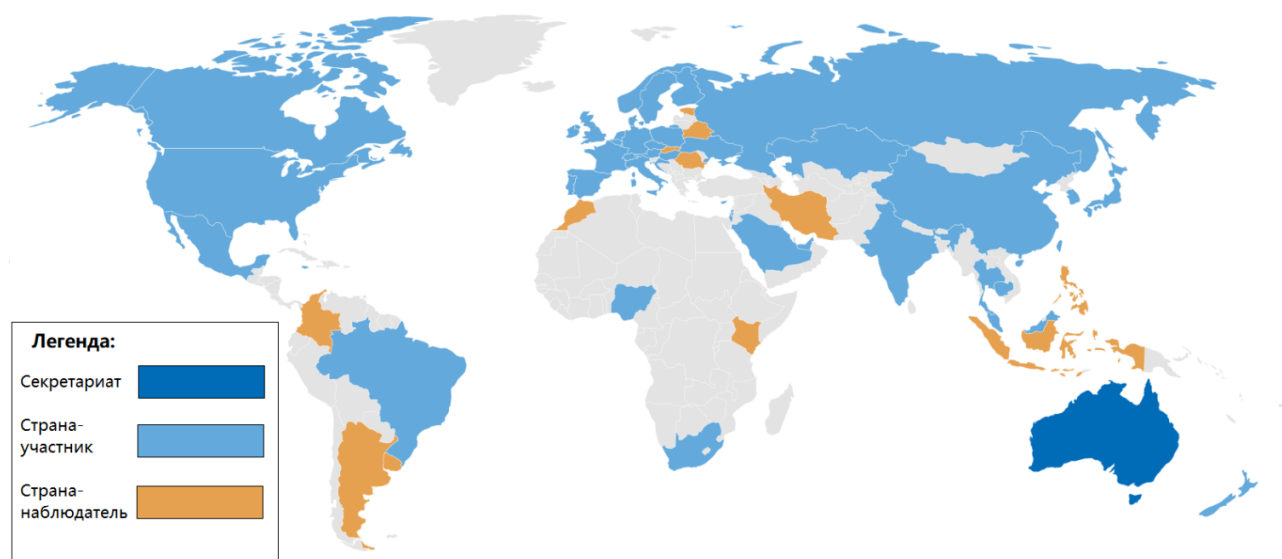 Легенда:
Секретариат
Страна-
участник
Страна-
наблюдатель